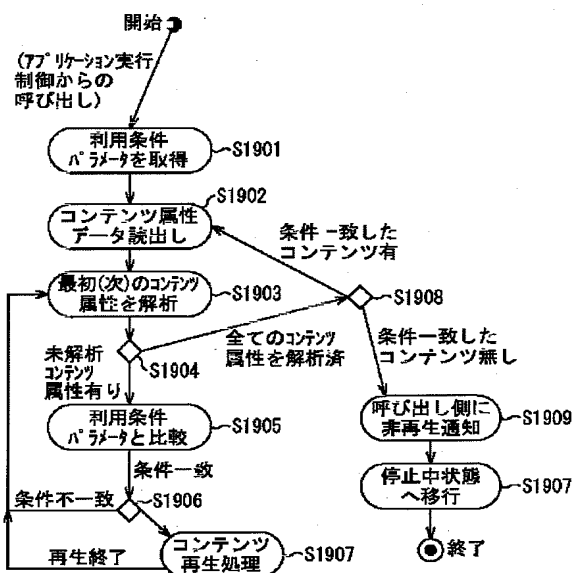 開始
(アプリケーション実行
制御からの
呼び出し)
利用条件
パラメータを取得
S1901
S1902
コンテンツ属性
データ読出し
条件一致した
コンテンツ有
最初(次)のコンテンツ
属性を解析
S1903
S1908
未解析
コンテンツ
属性有り
S1904
全てのコンテンツ
属性を解析済
条件一致した
コンテンツ無し
利用条件
パラメータと比較
S1905
呼び出し側に
非再生通知
S1909
条件一致
条件不一致
S1906
停止中状態
へ移行
S1907
再生終了
コンテンツ
再生処理
S1907
終了